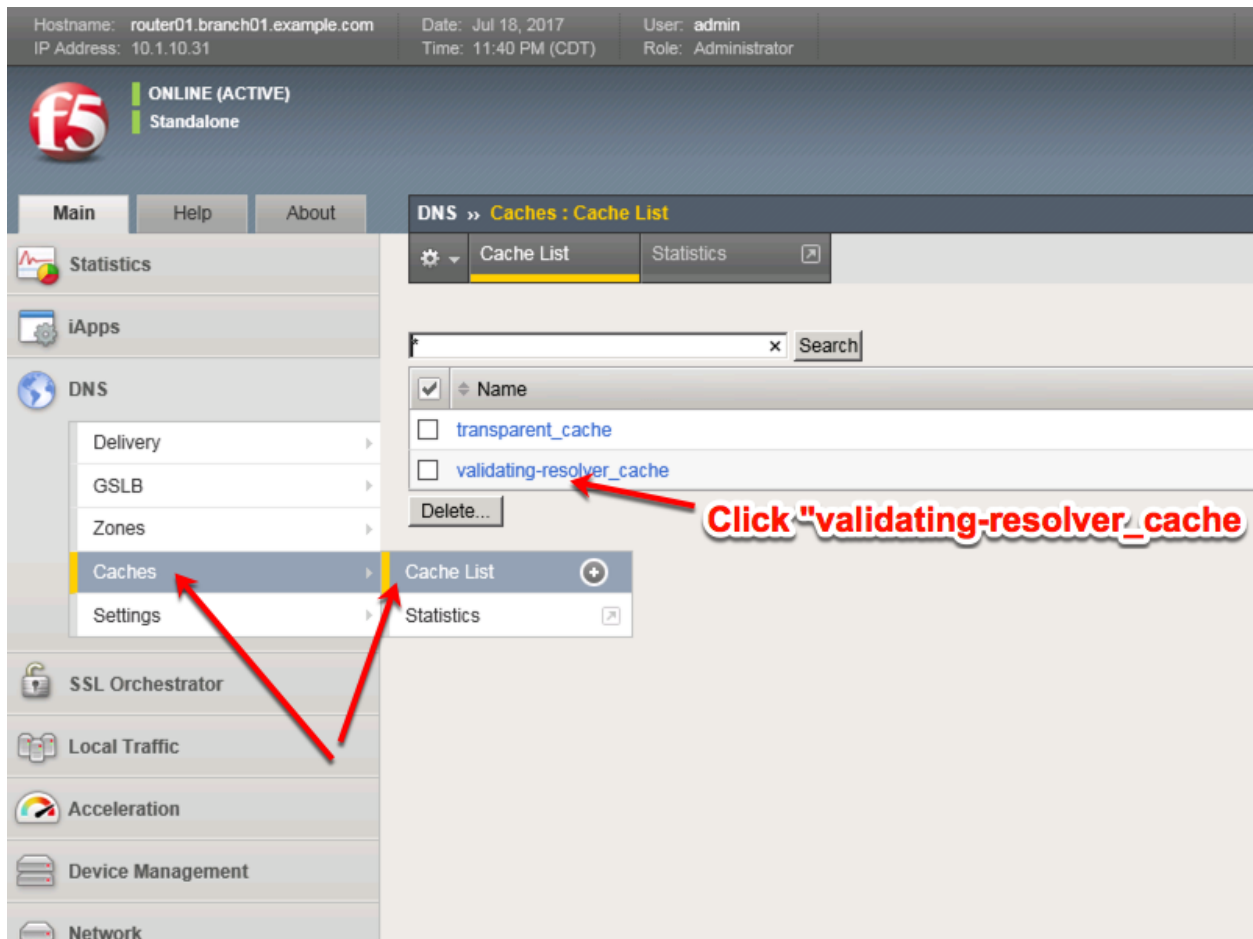 Hostname: router01.branch01.example.com Date: Jul 18, 2017 User: admin
IP Address: 10.1.10.31 Time: 11:40 PM (CDT) Role: Administrator
f5
ONLINE (ACTIVE)
Standalone
Main Help About
DNS ›› Caches : Cache List
Cache List Statistics
Statistics
iApps
DNS
Delivery
GSLB
Zones
Caches
Settings
* × Search
Name
transparent_cache
validating-resolver_cache
Delete...
Click "validating-resolver_cache
Cache List
Statistics
SSL Orchestrator
Local Traffic
Acceleration
Device Management
Network